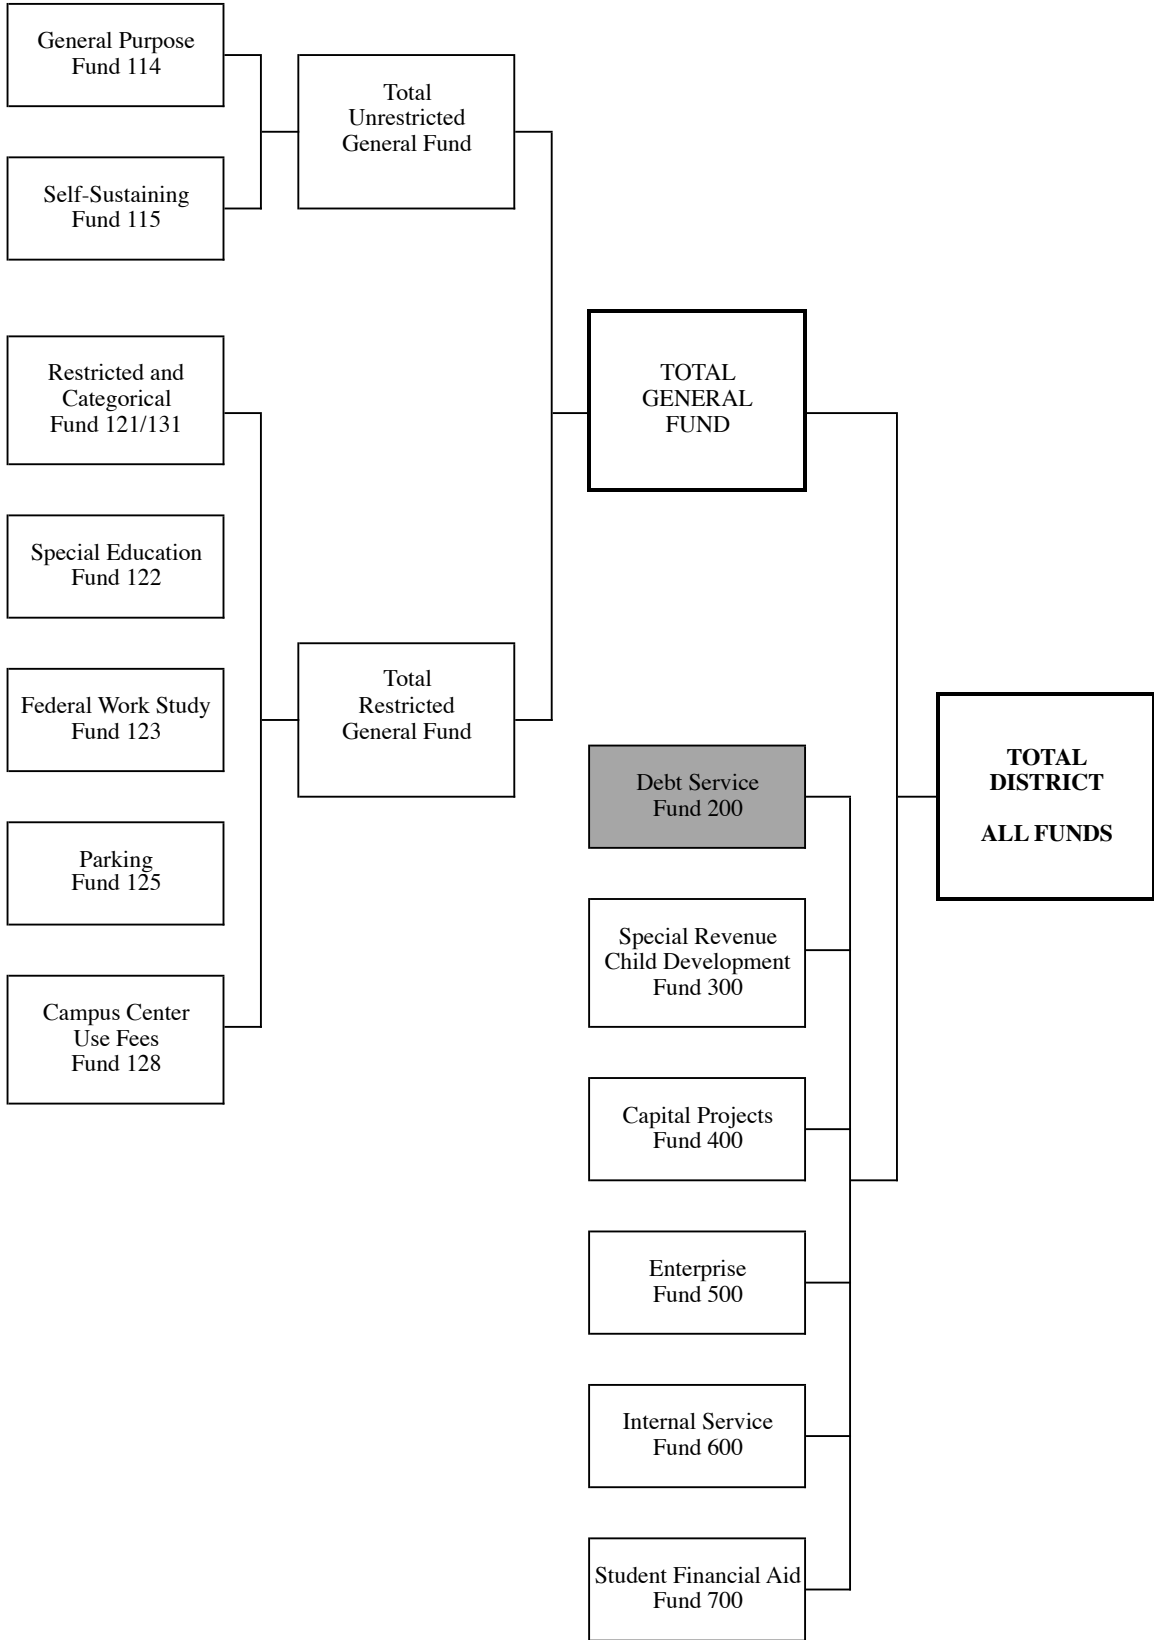 General Purpose
Fund 114
Total
Unrestricted
General Fund
Self-Sustaining
Fund 115
Restricted and
Categorical
Fund 121/131
TOTAL
GENERAL
FUND
Special Education
Fund 122
Federal Work Study
Fund 123
Total
Restricted
General Fund
Parking
Fund 125
Campus Center
Use Fees
Fund 128
Debt Service
Fund 200
TOTAL
DISTRICT
ALL FUNDS
Special Revenue
Child Development
Fund 300
Capital Projects
Fund 400
Enterprise
Fund 500
Internal Service
Fund 600
Student Financial Aid
Fund 700